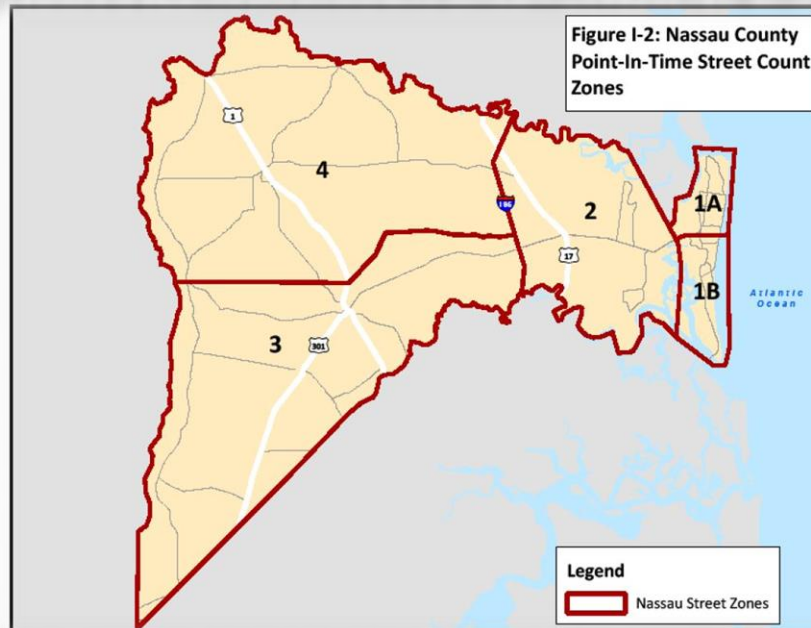 Figure I-2: Nassau County
Point-In-Time Street Count
Zones
1
4
2
1A
I 95
17
1B
Atlantic
Ocean
3
301
Legend
Nassau Street Zones